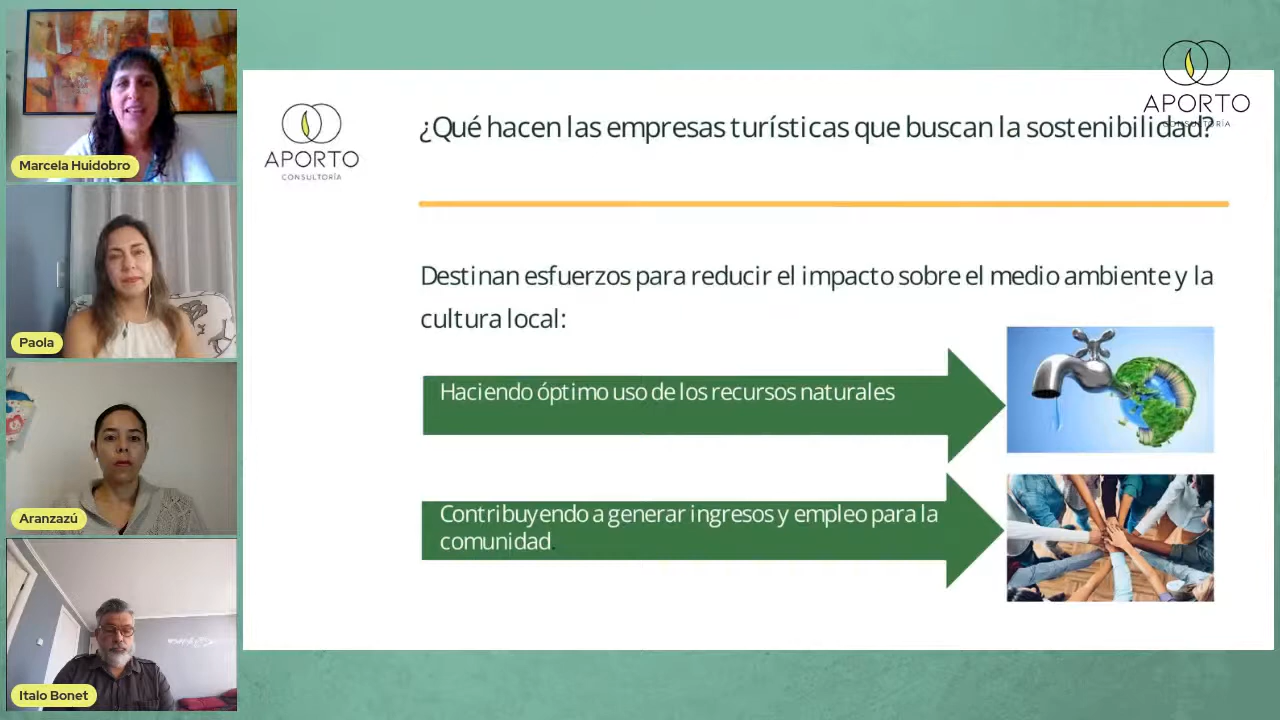 Marcela Huidobro
Paola
Aranzazú
Italo Bonet
APORTO
CONSULTORÍA
APORTO
CONSULTORÍA
¿Qué hacen las empresas turísticas que buscan la sostenibilidad?
Destinan esfuerzos para reducir el impacto sobre el medio ambiente y la
cultura local:
Haciendo óptimo uso de los recursos naturales
Contribuyendo a generar ingresos y empleo para la
comunidad.